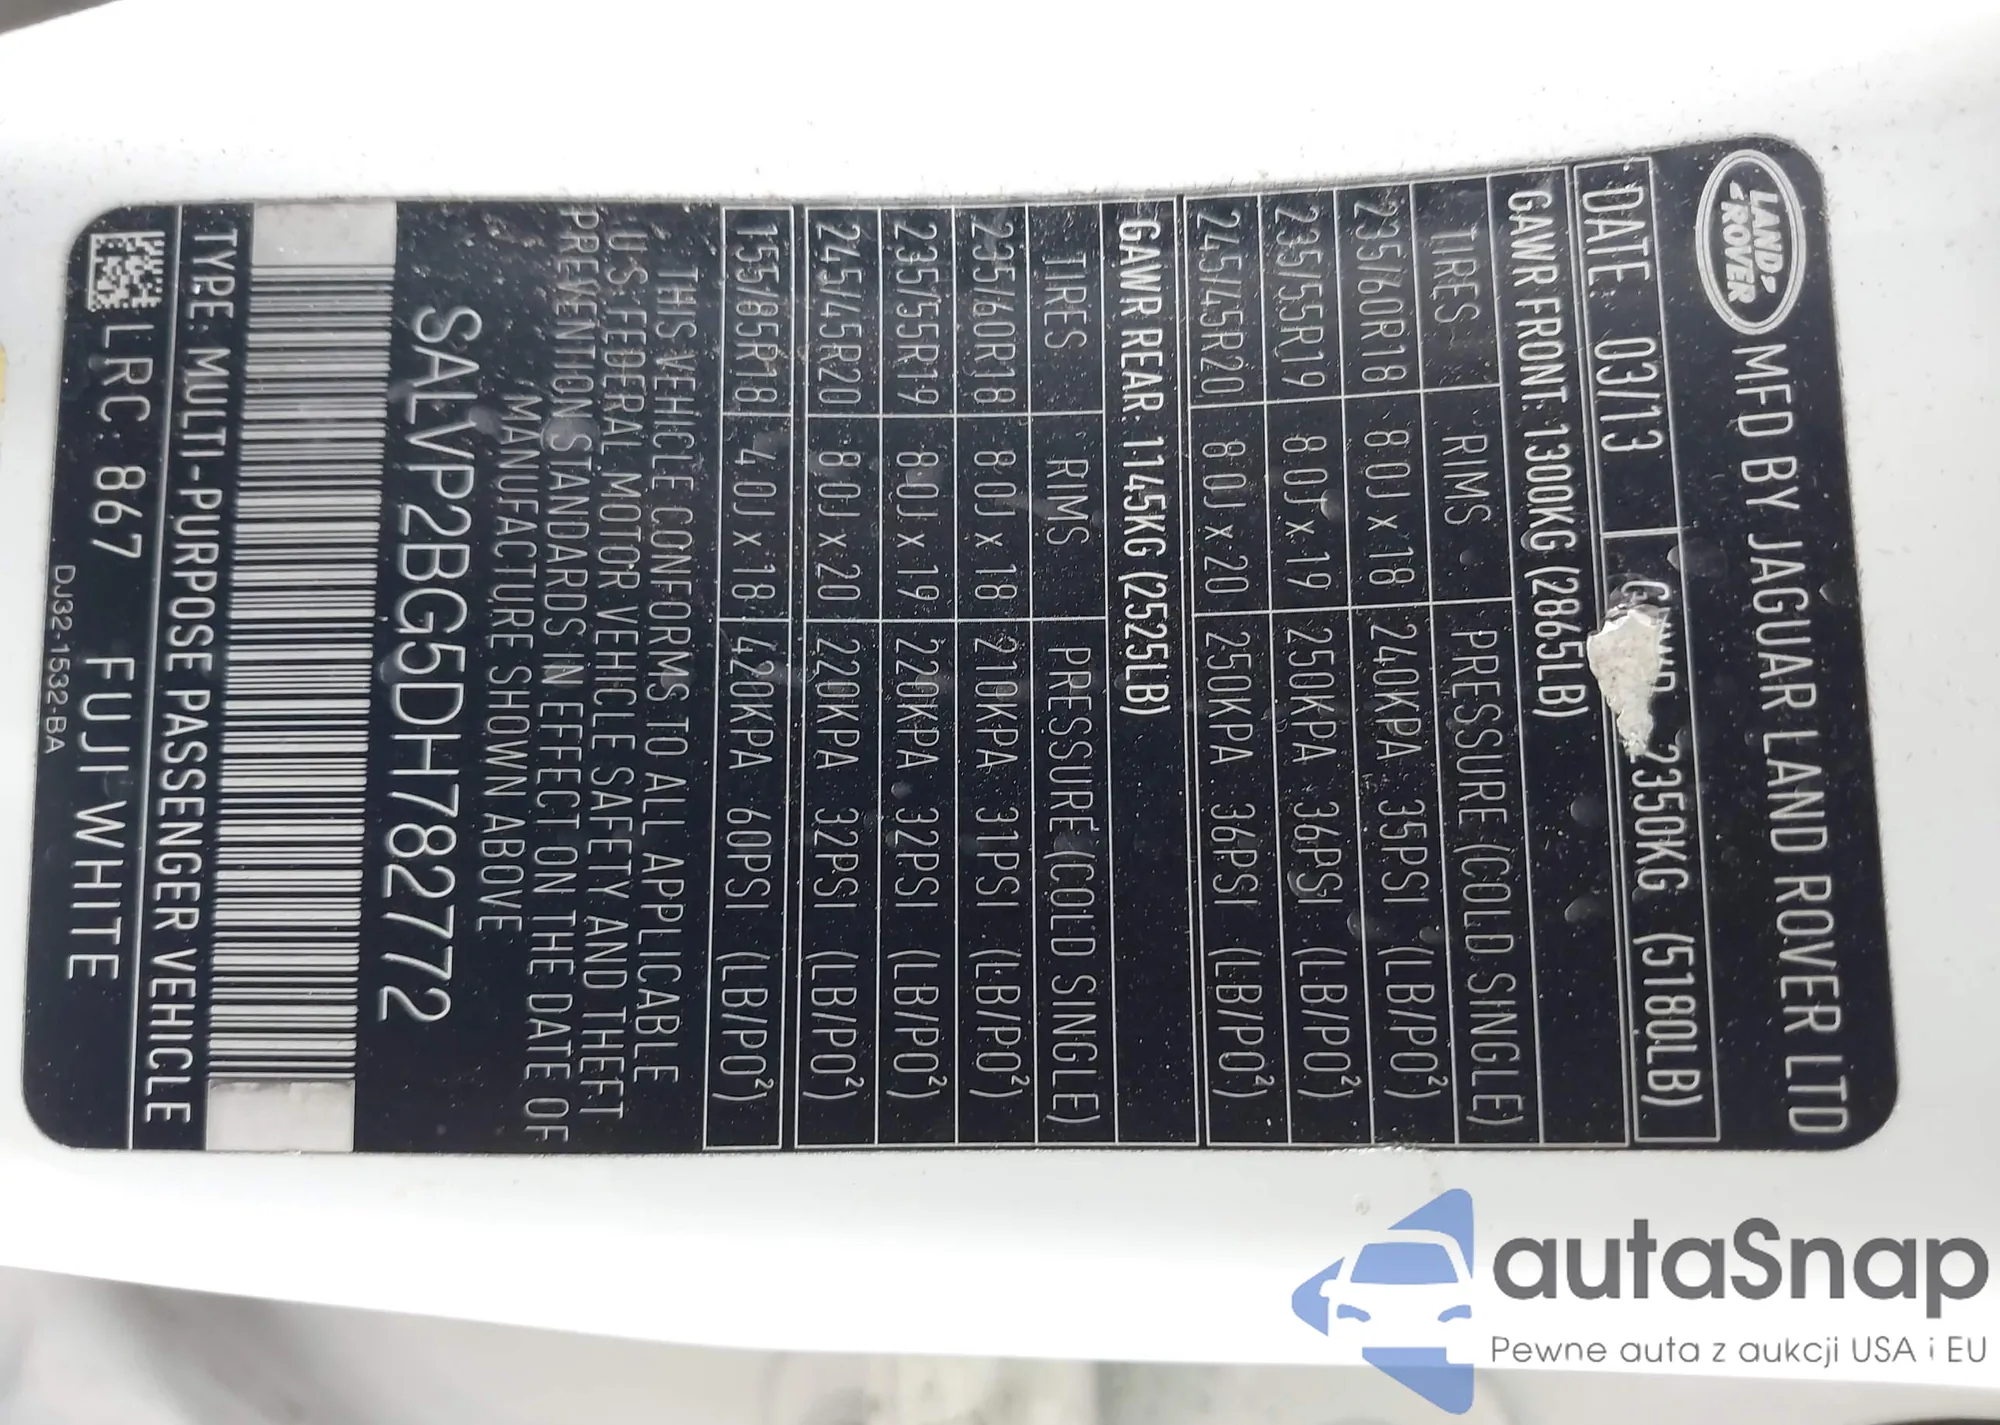 LAND-
-ROVER
MFD BY JAGUAR LAND ROVER LTD
DATE: 03/13 GVWR 2350KG (5180LB)
GAWR FRONT: 1300KG (2865LB)
TIRES RIMS PRESSURE (COLD SINGLE)
235/60R18 8.0J x 18 240KPA 35PSI (LB/PO²)
235/55R19 8.0J x 19 250KPA 36PSI (LB/PO²)
245/45R20 8.0J x 20 250KPA 36PSI (LB/PO²)
GAWR REAR: 1145KG (2525LB)
TIRES RIMS PRESSURE (COLD SINGLE)
235/60R18 8.0J x 18 210KPA 31PSI (LB/PO²)
235/55R19 8.0J x 19 220KPA 32PSI (LB/PO²)
245/45R20 8.0J x 20 220KPA 32PSI (LB/PO²)
155/85R18 4.0J x 18 420KPA 60PSI (LB/PO²)
THIS VEHICLE CONFORMS TO ALL APPLICABLE
U.S. FEDERAL MOTOR VEHICLE SAFETY AND THEFT
PREVENTION STANDARDS IN EFFECT ON THE DATE OF
MANUFACTURE SHOWN ABOVE
SALVP2BG5DH782772
TYPE: MULTI-PURPOSE PASSENGER VEHICLE
LRC: 867 FUJI WHITE
DJ32-1532-BA
autaSnap
Pewne auta z aukcji USA i EU